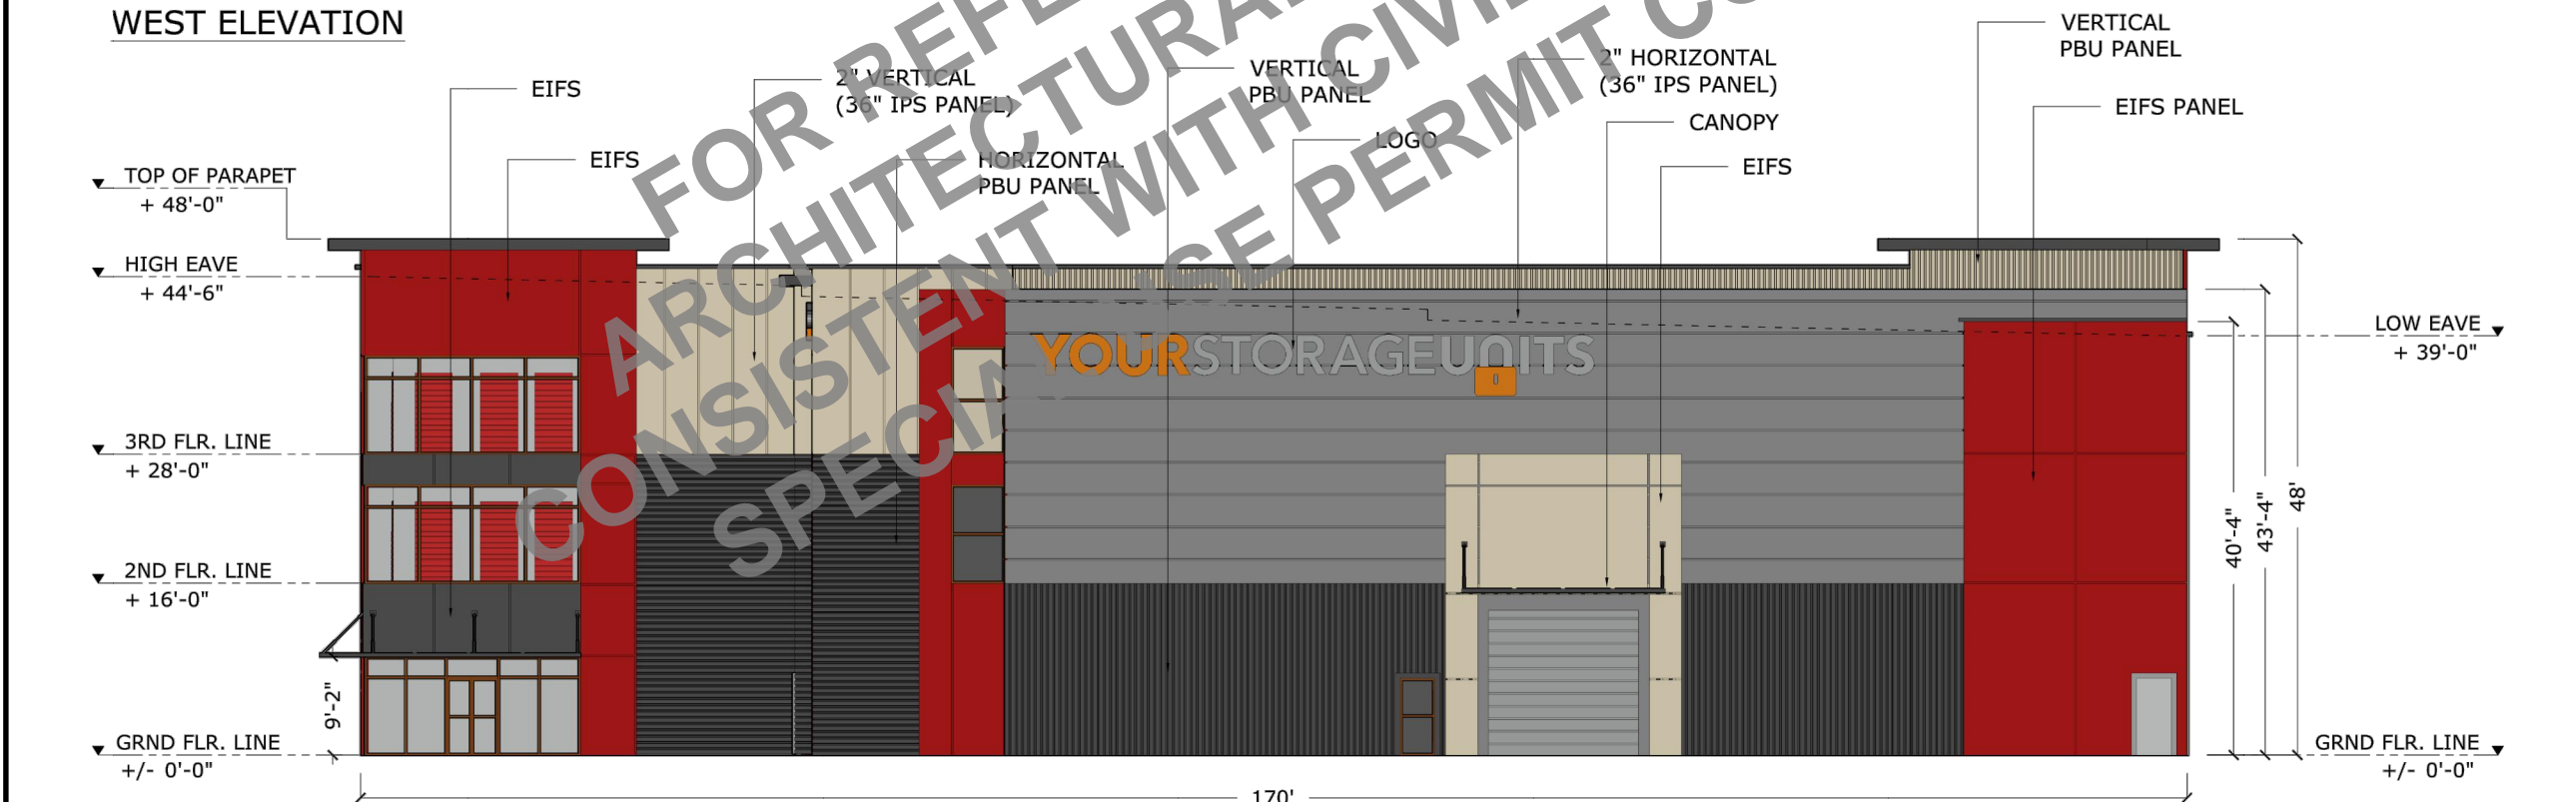 WEST ELEVATION
EIFS
EIFS
2" VERTICAL
(36" IPS PANEL)
HORIZONTAL
PBU PANEL
VERTICAL
PBU PANEL
LOGO
2" HORIZONTAL
(36" IPS PANEL)
CANOPY
EIFS
VERTICAL
PBU PANEL
EIFS PANEL
TOP OF PARAPET
+ 48'-0"
HIGH EAVE
+ 44'-6"
3RD FLR. LINE
+ 28'-0"
2ND FLR. LINE
+ 16'-0"
9'-2"
GRND FLR. LINE
+/- 0'-0"
YOURSTORAGEUNITS
LOW EAVE
+ 39'-0"
40'-4"
43'-4"
48'
GRND FLR. LINE
+/- 0'-0"
170'
FOR
ARCHITECTURAL
CONSISTENT WITH CIVIL
USE PERMIT